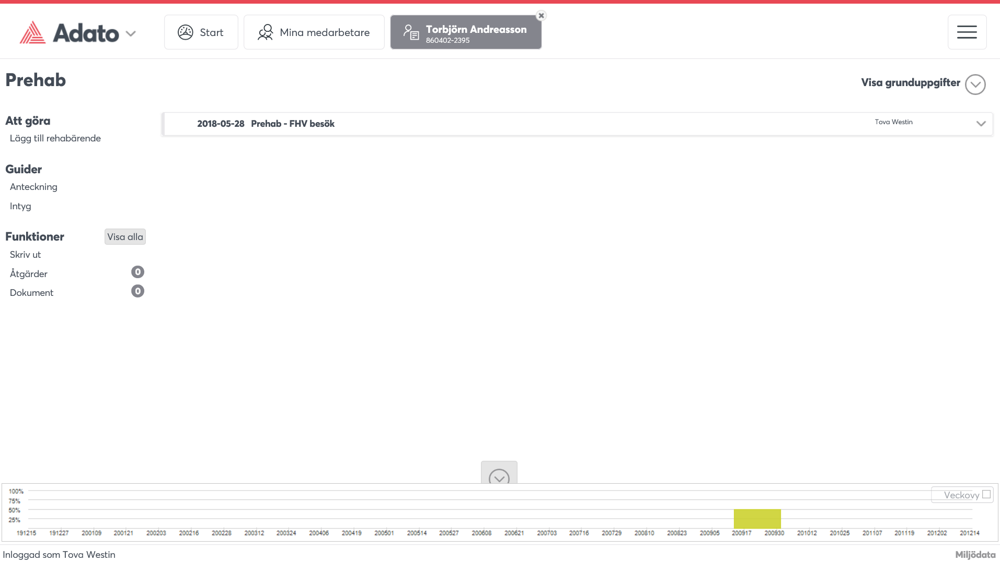 Adato
Start
Mina medarbetare
Torbjörn Andreasson
860402-2395
Prehab
Visa grunduppgifter
Att göra
Lägg till rehabärende
2018-05-28 Prehab - FHV besök
Tova Westin
Guider
Anteckning
Intyg
Funktioner
Visa alla
Skriv ut
Åtgärder 0
Dokument 0
100%
Veckovy
75%
50%
25%
191215 191227 200109 200121 200203 200216 200228 200312 200324 200406 200419 200501 200514 200527 200608 200621 200703 200716 200729 200810 200823 200905 200917 200930 201012 201025 201107 201119 201202 201214
Inloggad som Tova Westin
Miljödata